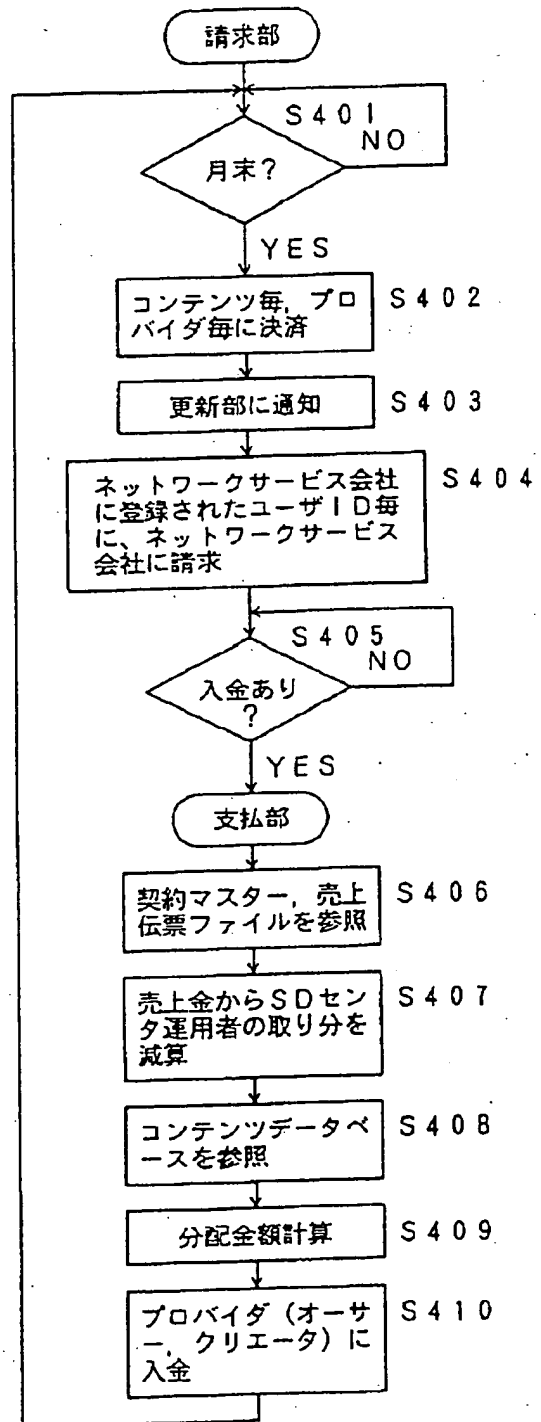 請求部
S401
NO
月末?
YES
コンテンツ毎,プロ
バイダ毎に決済
S402
更新部に通知
S403
ネットワークサービス会社
に登録されたユーザID毎
に、ネットワークサービス
会社に請求
S404
S405
NO
入金あり
?
YES
支払部
契約マスター,売上
伝票ファイルを参照
S406
売上金からSDセン
タ運用者の取り分を
減算
S407
コンテンツデータベ
ースを参照
S408
分配金額計算
S409
プロバイダ(オーサ
ー,クリエータ)に
入金
S410